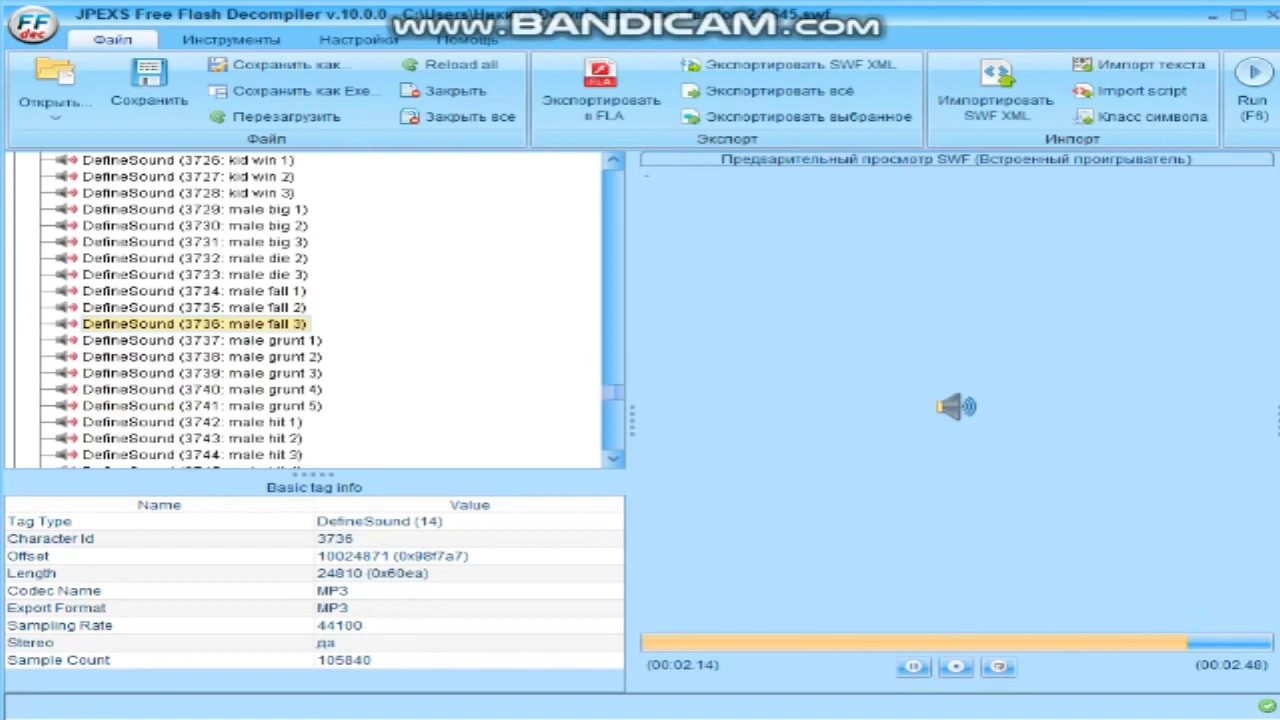 JPEXS Free Flash Decompiler v.10.0.0
www.BANDICAM.com
Файл Инструменты Настройки Помощь
Открыть...
Сохранить
Сохранить как...
Сохранить как Exe...
Перезагрузить
Reload all
Закрыть
Закрыть все
Файл
Экспортировать в FLA
Экспортировать SWF XML
Экспортировать всё
Экспортировать выбранное
Экспорт
Импортировать SWF XML
Импорт текста
Import script
Класс символа
Импорт
Run
(F6)
DefineSound (3726: kid win 1)
DefineSound (3727: kid win 2)
DefineSound (3728: kid win 3)
DefineSound (3729: male big 1)
DefineSound (3730: male big 2)
DefineSound (3731: male big 3)
DefineSound (3732: male die 2)
DefineSound (3733: male die 3)
DefineSound (3734: male fall 1)
DefineSound (3735: male fall 2)
DefineSound (3736: male fall 3)
DefineSound (3737: male grunt 1)
DefineSound (3738: male grunt 2)
DefineSound (3739: male grunt 3)
DefineSound (3740: male grunt 4)
DefineSound (3741: male grunt 5)
DefineSound (3742: male hit 1)
DefineSound (3743: male hit 2)
DefineSound (3744: male hit 3)
Basic tag info
Name Value
Tag Type DefineSound (14)
Character Id 3736
Offset 10024871 (0x98f7a7)
Length 24810 (0x60ea)
Codec Name MP3
Export Format MP3
Sampling Rate 44100
Stereo да
Sample Count 105840
Предварительный просмотр SWF (Встроенный проигрыватель)
(00:02.14) (00:02.48)